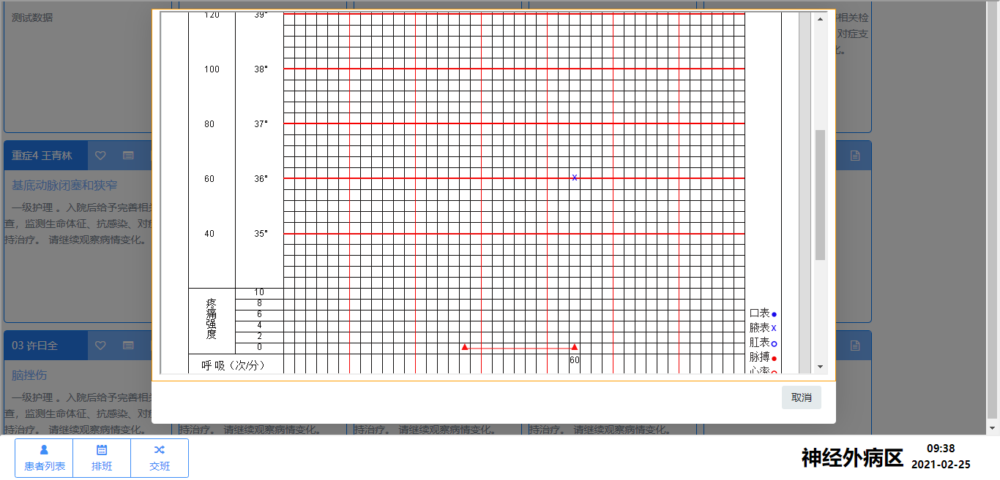 测试数据
相关检
对症支
化。
重症4 王青林
基底动脉闭塞和狭窄
一级护理 。入院后给予完善相关
查，监测生命体征、抗感染、对症
持治疗。 请继续观察病情变化。
03 许日全
脑挫伤
一级护理 。入院后给予完善相关
查，监测生命体征、抗感染、对症
持治疗。 请继续观察病情变化。
持治疗。 请继续观察病情变化。
持治疗。 请继续观察病情变化。
持治疗。 请继续观察病情变化。
120 39°
100 38°
80 37°
60 36°
x
40 35°
疼痛强度
10
8
6
4
2
0
60
呼 吸（次/分）
口表●
腋表x
肛表○
脉搏●
心率○
取消
患者列表
排班
交班
神经外病区
09:38
2021-02-25